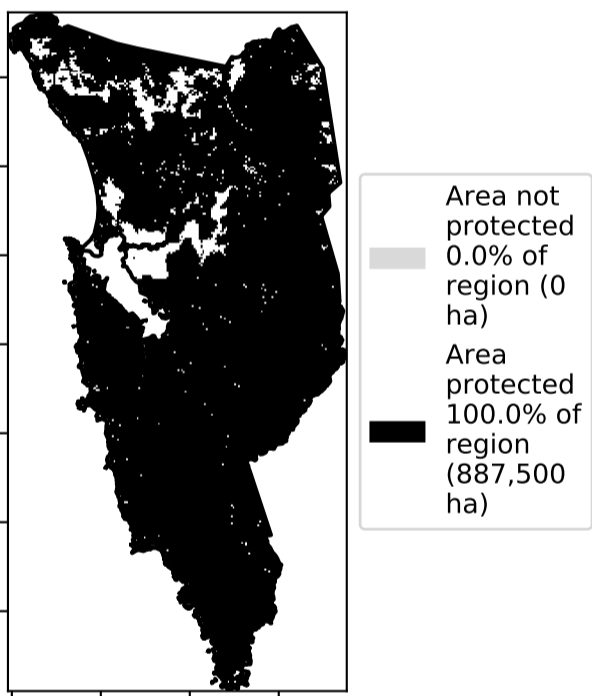 Area not
protected
0.0% of
region (0
ha)
Area
protected
100.0% of
region
(887,500
ha)